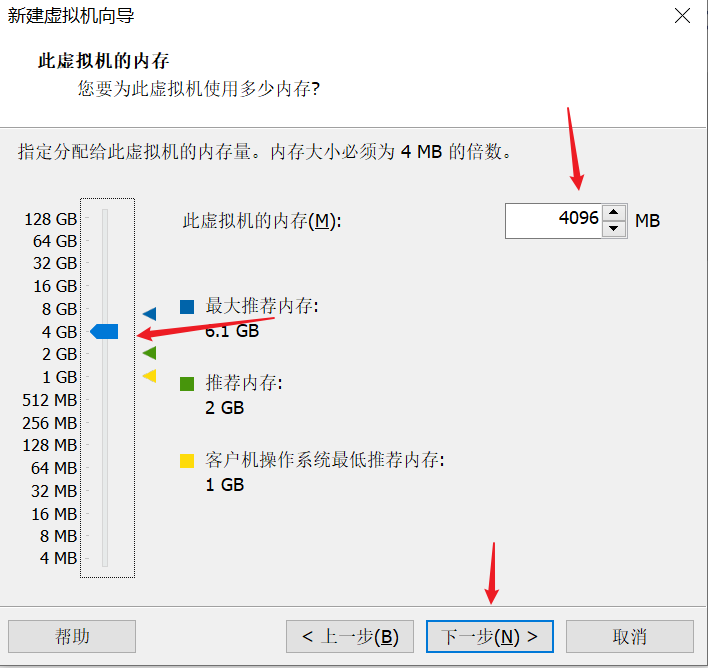 新建虚拟机向导
此虚拟机的内存
您要为此虚拟机使用多少内存?
指定分配给此虚拟机的内存量。内存大小必须为 4 MB 的倍数。
128 GB
64 GB
32 GB
16 GB
8 GB
4 GB
2 GB
1 GB
512 MB
256 MB
128 MB
64 MB
32 MB
16 MB
8 MB
4 MB
此虚拟机的内存(M):
4096 MB
最大推荐内存:
6.1 GB
推荐内存:
2 GB
客户机操作系统最低推荐内存:
1 GB
帮助
< 上一步(B)
下一步(N) >
取消